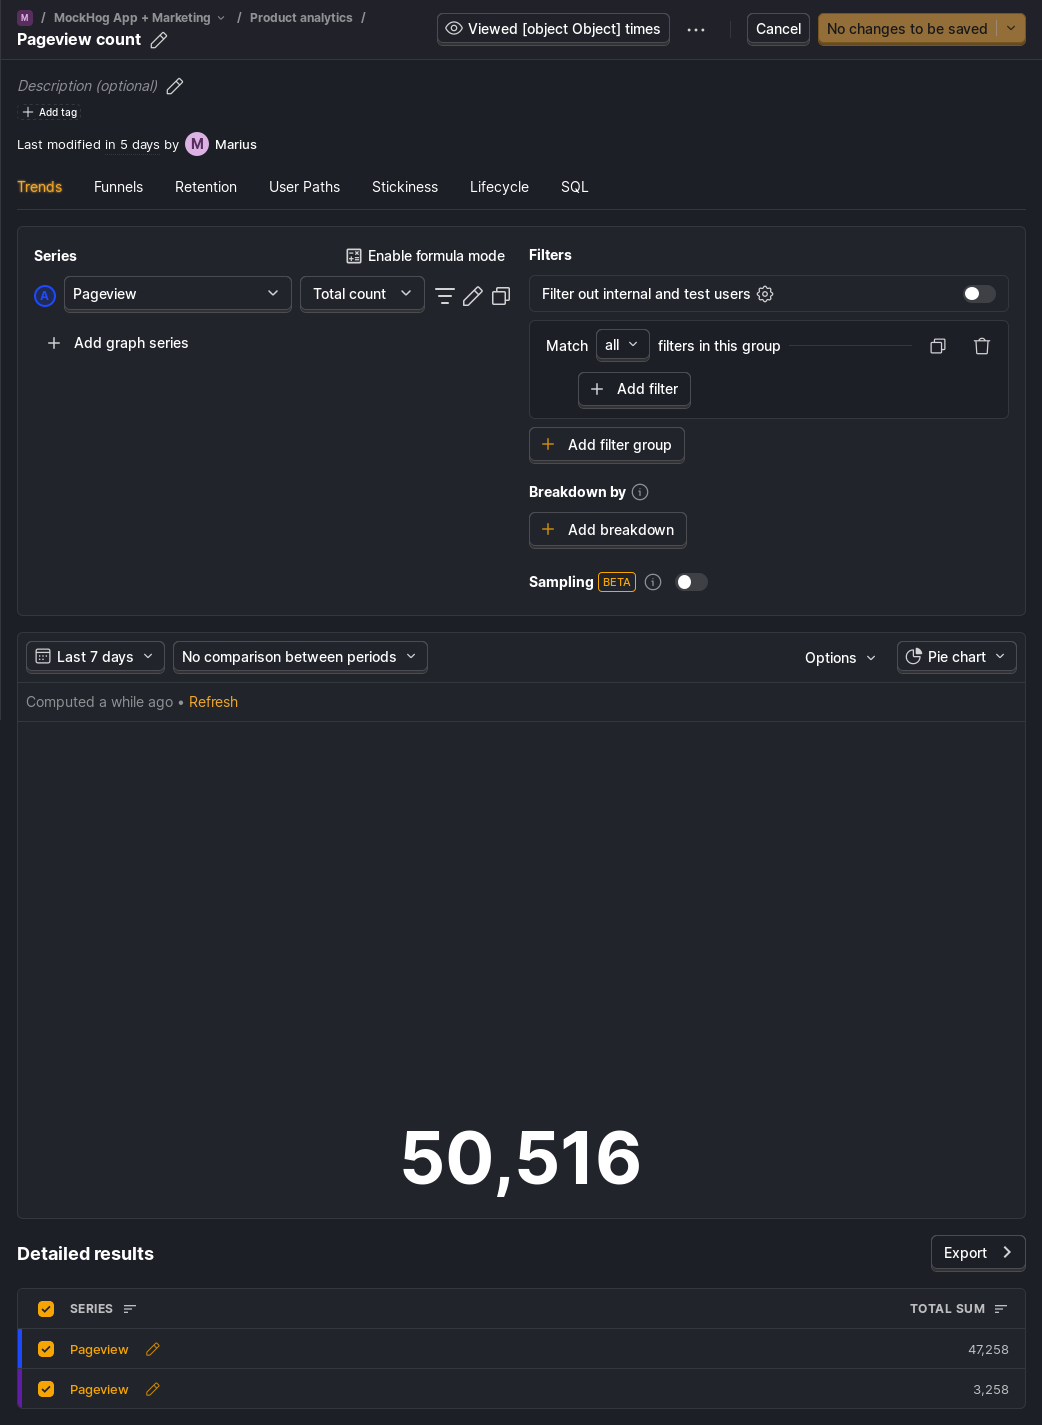 M / MockHog App + Marketing / Product analytics /
Pageview count
Viewed [object Object] times
Cancel
No changes to be saved
Description (optional)
Add tag
Last modified in 5 days by M Marius
Trends Funnels Retention User Paths Stickiness Lifecycle SQL
Series
Enable formula mode
A Pageview Total count
Add graph series
Filters
Filter out internal and test users
Match all filters in this group
Add filter
Add filter group
Breakdown by
Add breakdown
Sampling BETA
Last 7 days No comparison between periods Options Pie chart
Computed a while ago • Refresh
50,516
Detailed results
Export
SERIES TOTAL SUM
Pageview 47,258
Pageview 3,258